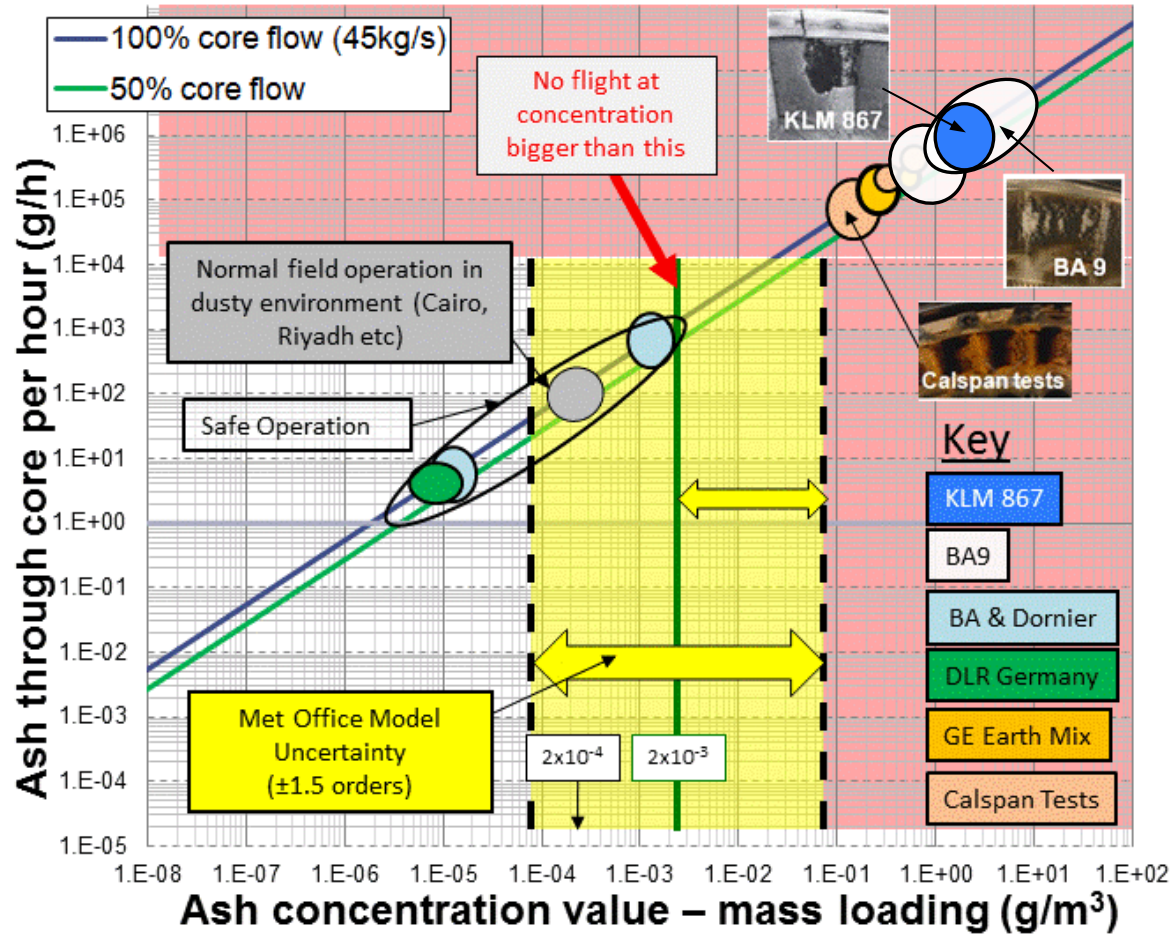 100% core flow (45kg/s)
50% core flow
No flight at
concentration
bigger than this
KLM 867
BA 9
Calspan tests
Normal field operation in
dusty environment (Cairo,
Riyadh etc)
Safe Operation
Met Office Model
Uncertainty
(±1.5 orders)
2x10⁻⁴
2x10⁻³
Key
KLM 867
BA9
BA & Dornier
DLR Germany
GE Earth Mix
Calspan Tests
Ash through core per hour (g/h)
1.E+06
1.E+05
1.E+04
1.E+03
1.E+02
1.E+01
1.E+00
1.E-01
1.E-02
1.E-03
1.E-04
1.E-05
1.E-08 1.E-07 1.E-06 1.E-05 1.E-04 1.E-03 1.E-02 1.E-01 1.E+00 1.E+01 1.E+02
Ash concentration value – mass loading (g/m³)